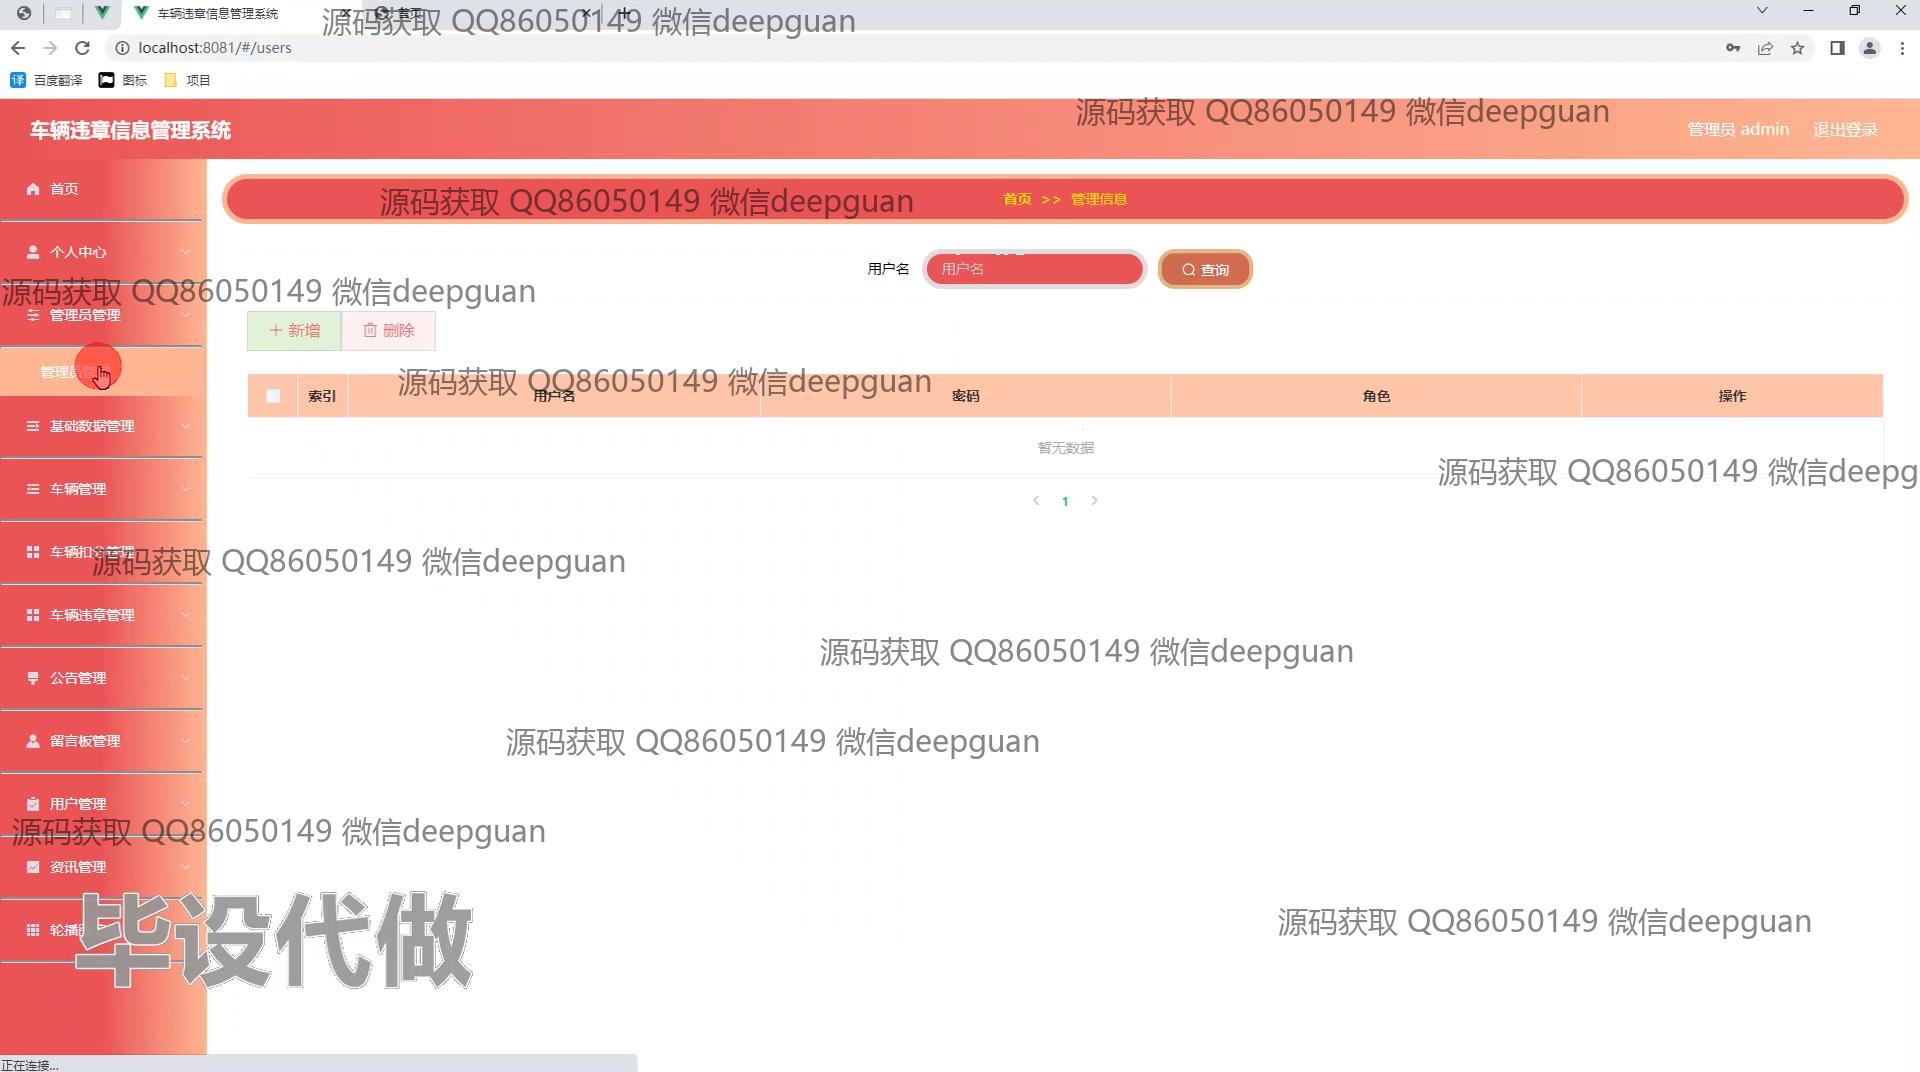 车辆违章信息管理系统
源码获取 QQ86050149 微信deepguan
localhost:8081/#/users
百度翻译 图标 项目
源码获取 QQ86050149 微信deepguan
车辆违章信息管理系统
管理员 admin 退出登录
首页
源码获取 QQ86050149 微信deepguan
首页 >> 管理信息
个人中心
用户名 用户名 查询
源码获取 QQ86050149 微信deepguan
管理员管理
新增 删除
管理员
源码获取 QQ86050149 微信deepguan
索引 用户名 密码 角色 操作
基础数据管理
暂无数据
源码获取 QQ86050149 微信deepg
车辆管理
1
车辆扣分管理
源码获取 QQ86050149 微信deepguan
车辆违章管理
源码获取 QQ86050149 微信deepguan
公告管理
留言板管理
源码获取 QQ86050149 微信deepguan
用户管理
源码获取 QQ86050149 微信deepguan
资讯管理
轮播
毕设代做
源码获取 QQ86050149 微信deepguan
正在连接...